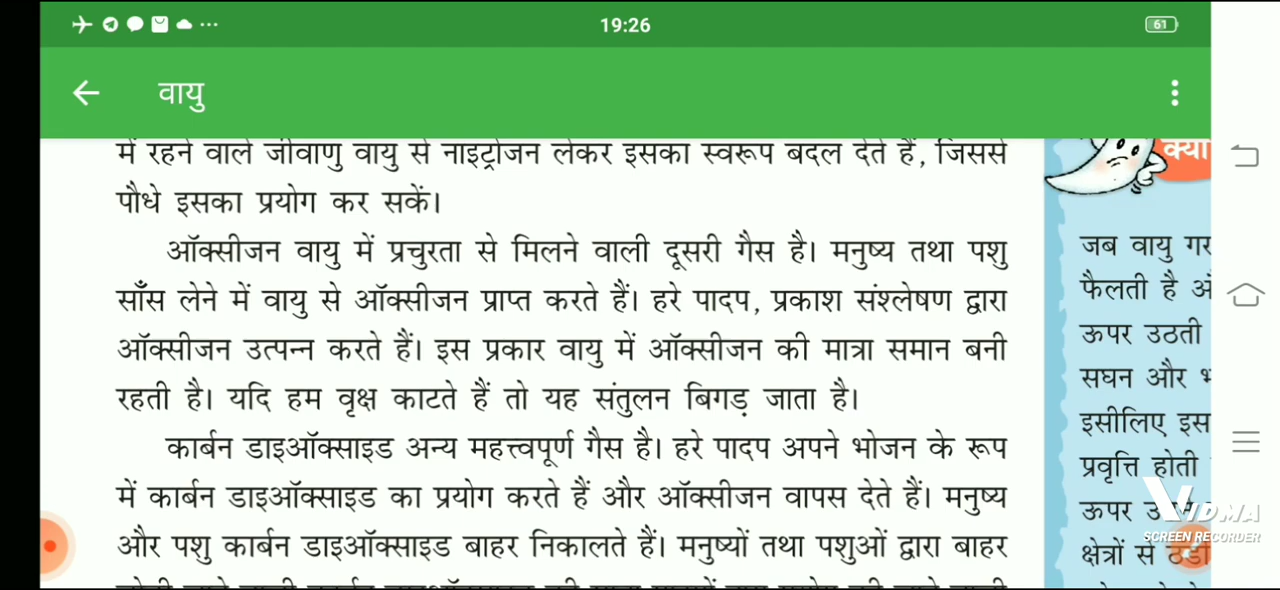 19:26
61
वायु
में रहने वाले जीवाणु वायु से नाइट्रोजन लेकर इसका स्वरूप बदल देते हैं, जिससे
पौधे इसका प्रयोग कर सकें।
ऑक्सीजन वायु में प्रचुरता से मिलने वाली दूसरी गैस है। मनुष्य तथा पशु
साँस लेने में वायु से ऑक्सीजन प्राप्त करते हैं। हरे पादप, प्रकाश संश्लेषण द्वारा
ऑक्सीजन उत्पन्न करते हैं। इस प्रकार वायु में ऑक्सीजन की मात्रा समान बनी
रहती है। यदि हम वृक्ष काटते हैं तो यह संतुलन बिगड़ जाता है।
कार्बन डाइऑक्साइड अन्य महत्त्वपूर्ण गैस है। हरे पादप अपने भोजन के रूप
में कार्बन डाइऑक्साइड का प्रयोग करते हैं और ऑक्सीजन वापस देते हैं। मनुष्य
और पशु कार्बन डाइऑक्साइड बाहर निकालते हैं। मनुष्यों तथा पशुओं द्वारा बाहर
क्या
जब वायु गर
फैलती है
ऊपर उठती
सघन और
इसीलिए इस
प्रवृत्ति होती
ऊपर
क्षेत्रों से
VIDMA
SCREEN RECORDER